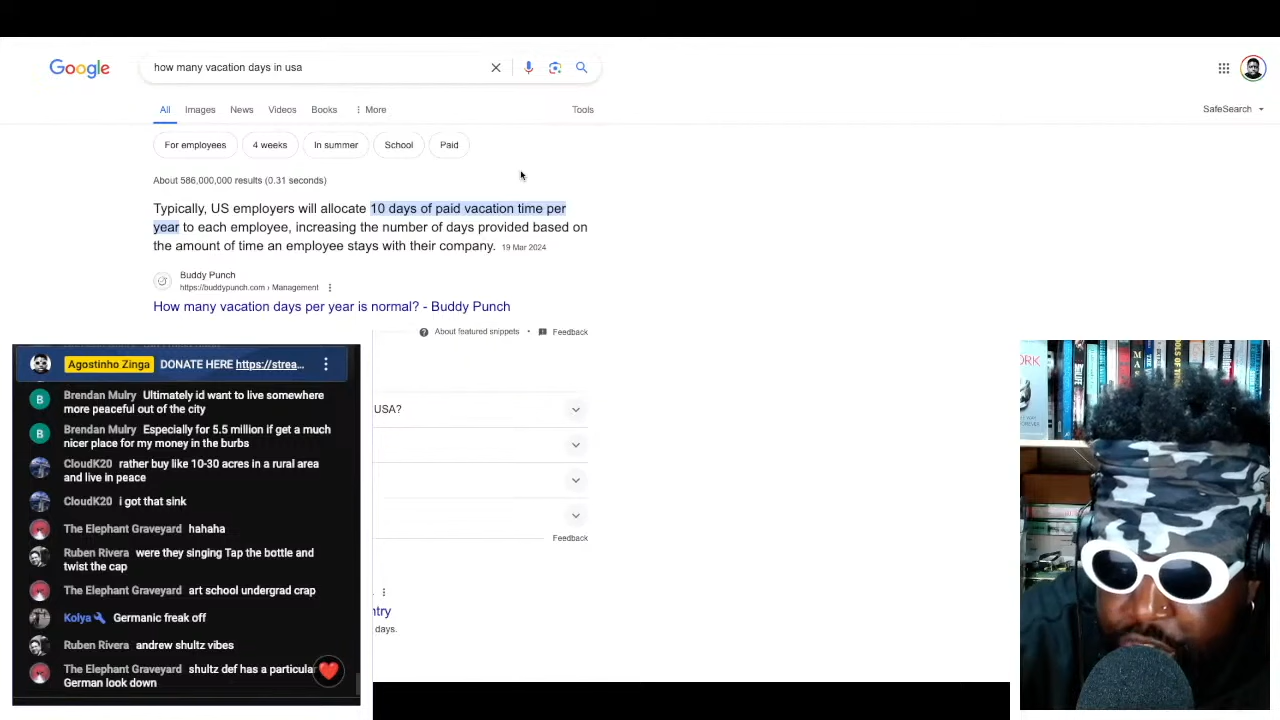 Google
how many vacation days in usa
All Images News Videos Books More Tools SafeSearch
For employees 4 weeks In summer School Paid
About 586,000,000 results (0.31 seconds)
Typically, US employers will allocate 10 days of paid vacation time per
year to each employee, increasing the number of days provided based on
the amount of time an employee stays with their company. 19 Mar 2024
Buddy Punch
https://buddypunch.com › Management
How many vacation days per year is normal? - Buddy Punch
About featured snippets • Feedback
USA?
Feedback
ntry
days.
Agostinho Zinga DONATE HERE https://strea...
B Brendan Mulry Ultimately id want to live somewhere
more peaceful out of the city
B Brendan Mulry Especially for 5.5 million if get a much
nicer place for my money in the burbs
CloudK20 rather buy like 10-30 acres in a rural area
and live in peace
CloudK20 i got that sink
The Elephant Graveyard hahaha
Ruben Rivera were they singing Tap the bottle and
twist the cap
The Elephant Graveyard art school undergrad crap
Kolya Germanic freak off
Ruben Rivera andrew shultz vibes
The Elephant Graveyard shultz def has a particula
German look down